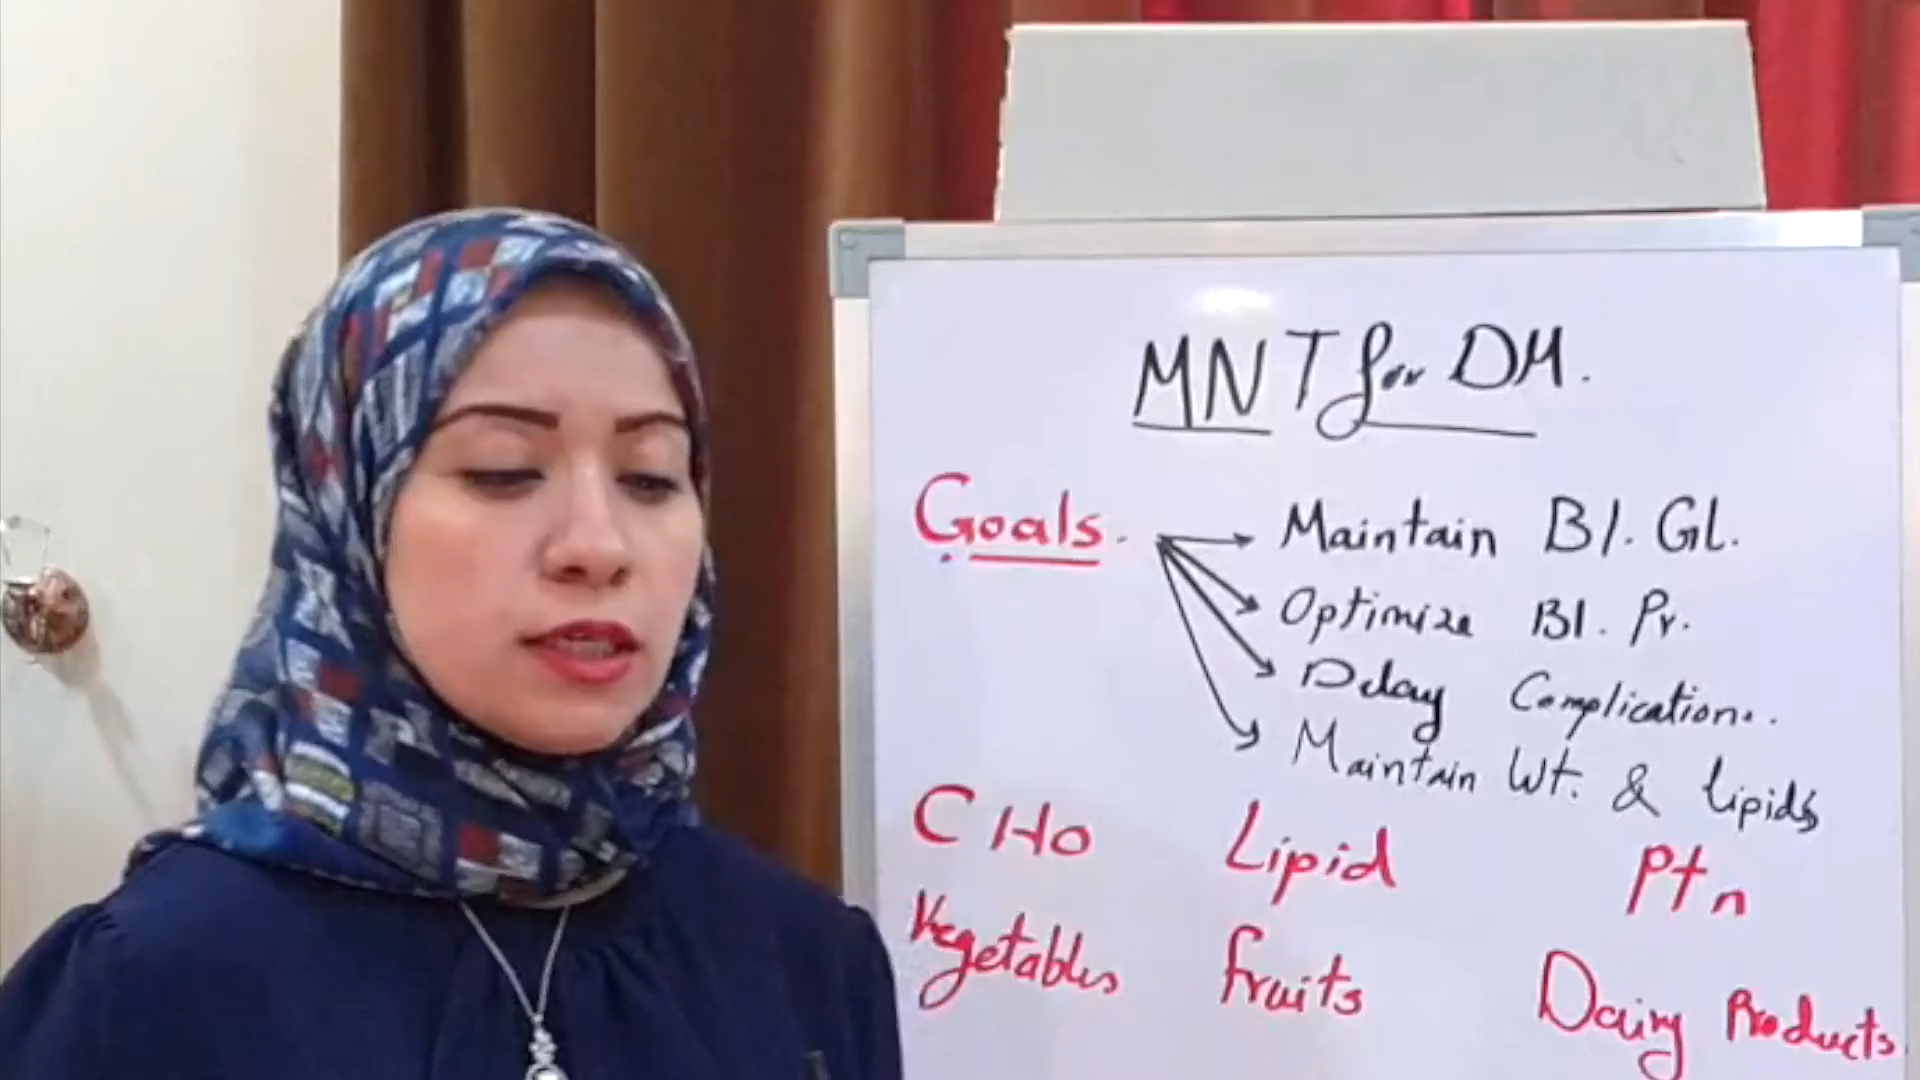 MNT for DM.
Goals. Maintain Bl. Gl.
Optimize Bl. Pr.
Delay Complications.
Maintain Wt. & lipids
CHo Lipid Ptn
Vegetables fruits Dairy Products